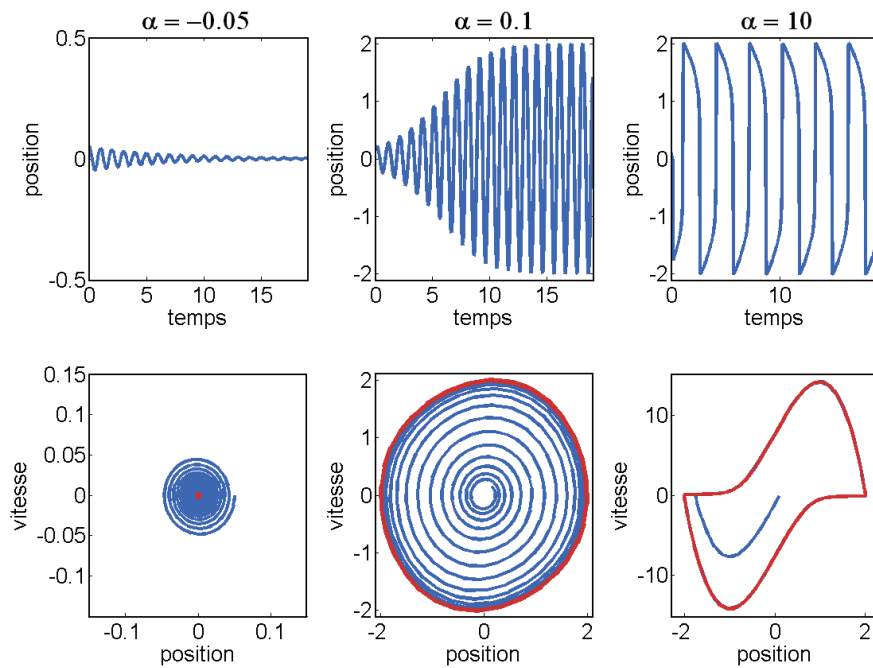 α = −0.05 α = 0.1 α = 10
0.5 2 2
1 1
position 0 position 0 position 0
-1 -1
-0.5 -2 -2
0 5 10 15 0 5 10 15 0 10
temps temps temps
0.15 2
0.1 10
1
0.05
vitesse 0 vitesse 0 vitesse 0
-0.05
-1
-0.1 -10
-2
-0.1 0 0.1 -2 0 2 -2 0 2
position position position